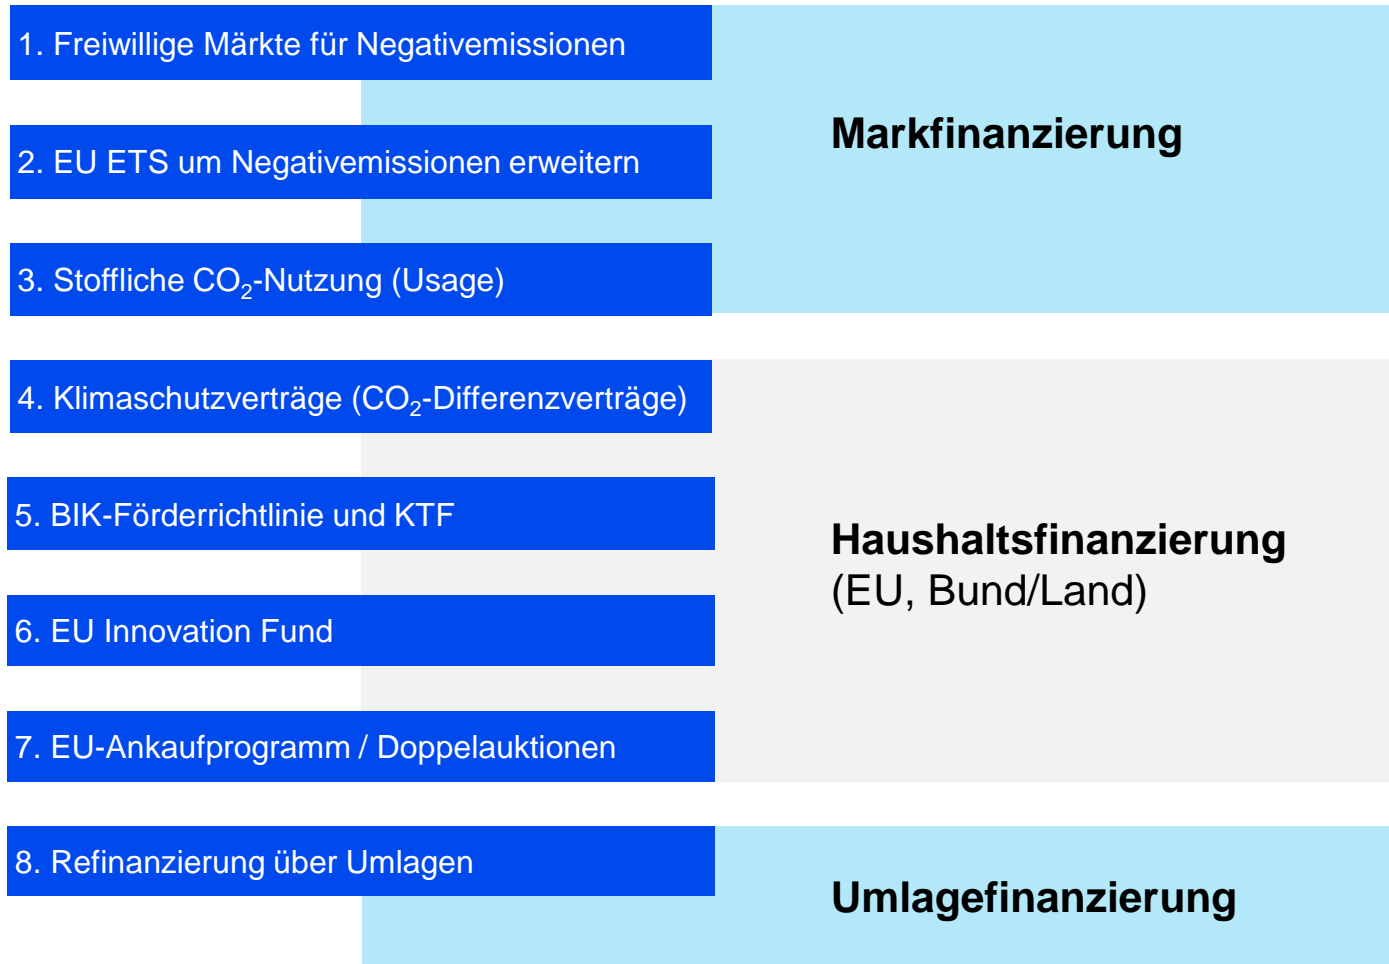 1. Freiwillige Märkte für Negativemissionen
2. EU ETS um Negativemissionen erweitern
3. Stoffliche CO₂-Nutzung (Usage)
Markfinanzierung
4. Klimaschutzverträge (CO₂-Differenzverträge)
5. BIK-Förderrichtlinie und KTF
6. EU Innovation Fund
7. EU-Ankaufprogramm / Doppelauktionen
Haushaltsfinanzierung
(EU, Bund/Land)
8. Refinanzierung über Umlagen
Umlagefinanzierung